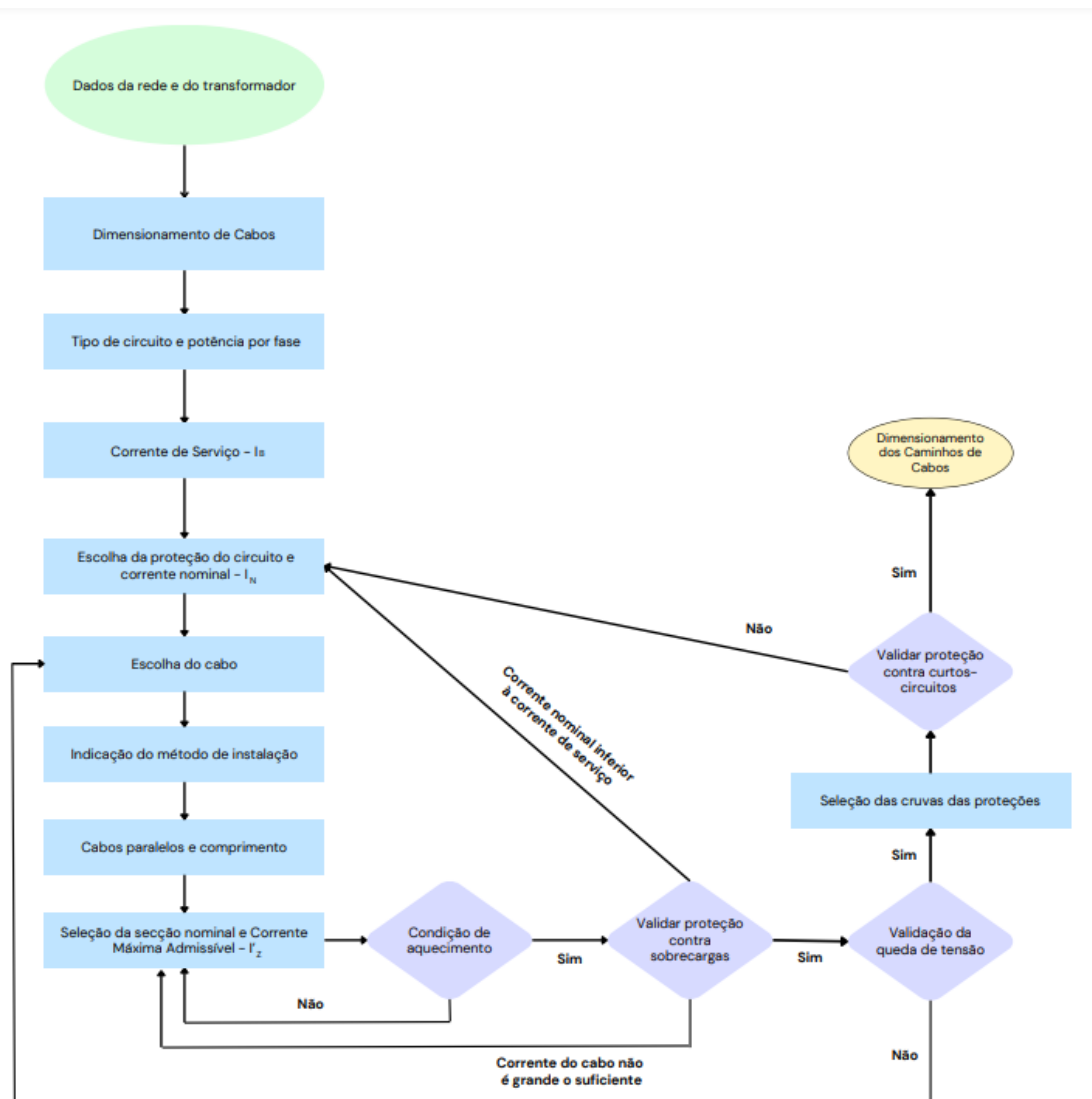 Dados da rede e do transformador
Dimensionamento de Cabos
Tipo de circuito e potência por fase
Corrente de Serviço - IB
Escolha da proteção do circuito e
corrente nominal - IN
Escolha do cabo
Indicação do método de instalação
Cabos paralelos e comprimento
Seleção da secção nominal e Corrente
Máxima Admissível - I'Z
Condição de
aquecimento
Sim
Não
Validar proteção
contra
sobrecargas
Corrente nominal inferior
à corrente de serviço
Corrente do cabo não
é grande o suficiente
Sim
Validação da
queda de tensão
Não
Sim
Seleção das cruvas das proteções
Validar proteção
contra curtos-
circuitos
Não
Sim
Dimensionamento
dos Caminhos de
Cabos